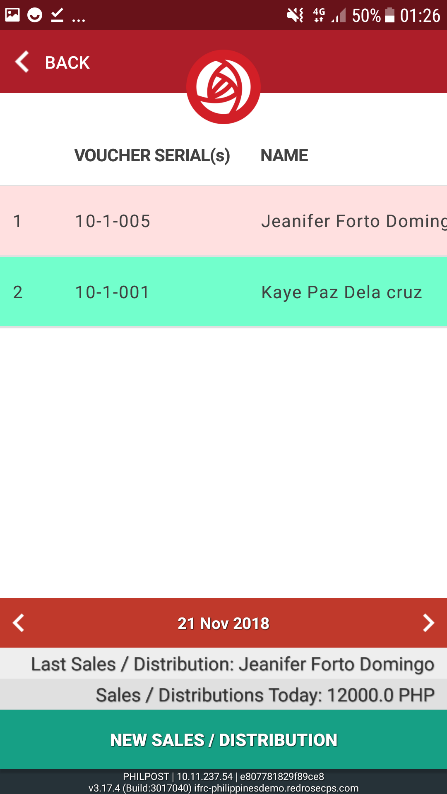 ... 4G 50% 01:26
BACK
VOUCHER SERIAL(s) NAME
1 10-1-005 Jeanifer Forto Doming
2 10-1-001 Kaye Paz Dela cruz
21 Nov 2018
Last Sales / Distribution: Jeanifer Forto Domingo
Sales / Distributions Today: 12000.0 PHP
NEW SALES / DISTRIBUTION
PHILPOST | 10.11.237.54 | e807781829f89ce8
v3.17.4 (Build:3017040) ifrc-philippinesdemo.redrosecps.com